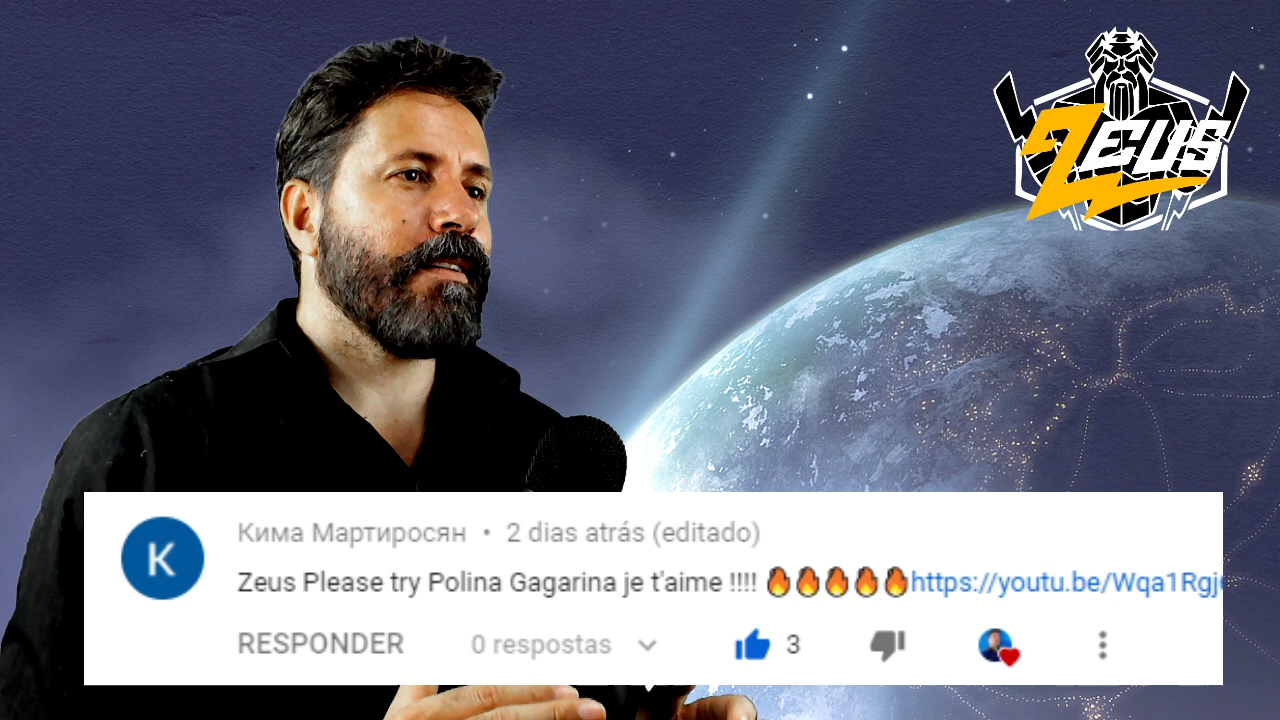 ZEUS
Кима Мартиросян • 2 dias atrás (editado)
K
Zeus Please try Polina Gagarina je t'aime !!!! 🔥🔥🔥🔥🔥https://youtu.be/Wqa1Rgj
RESPONDER 0 respostas 3